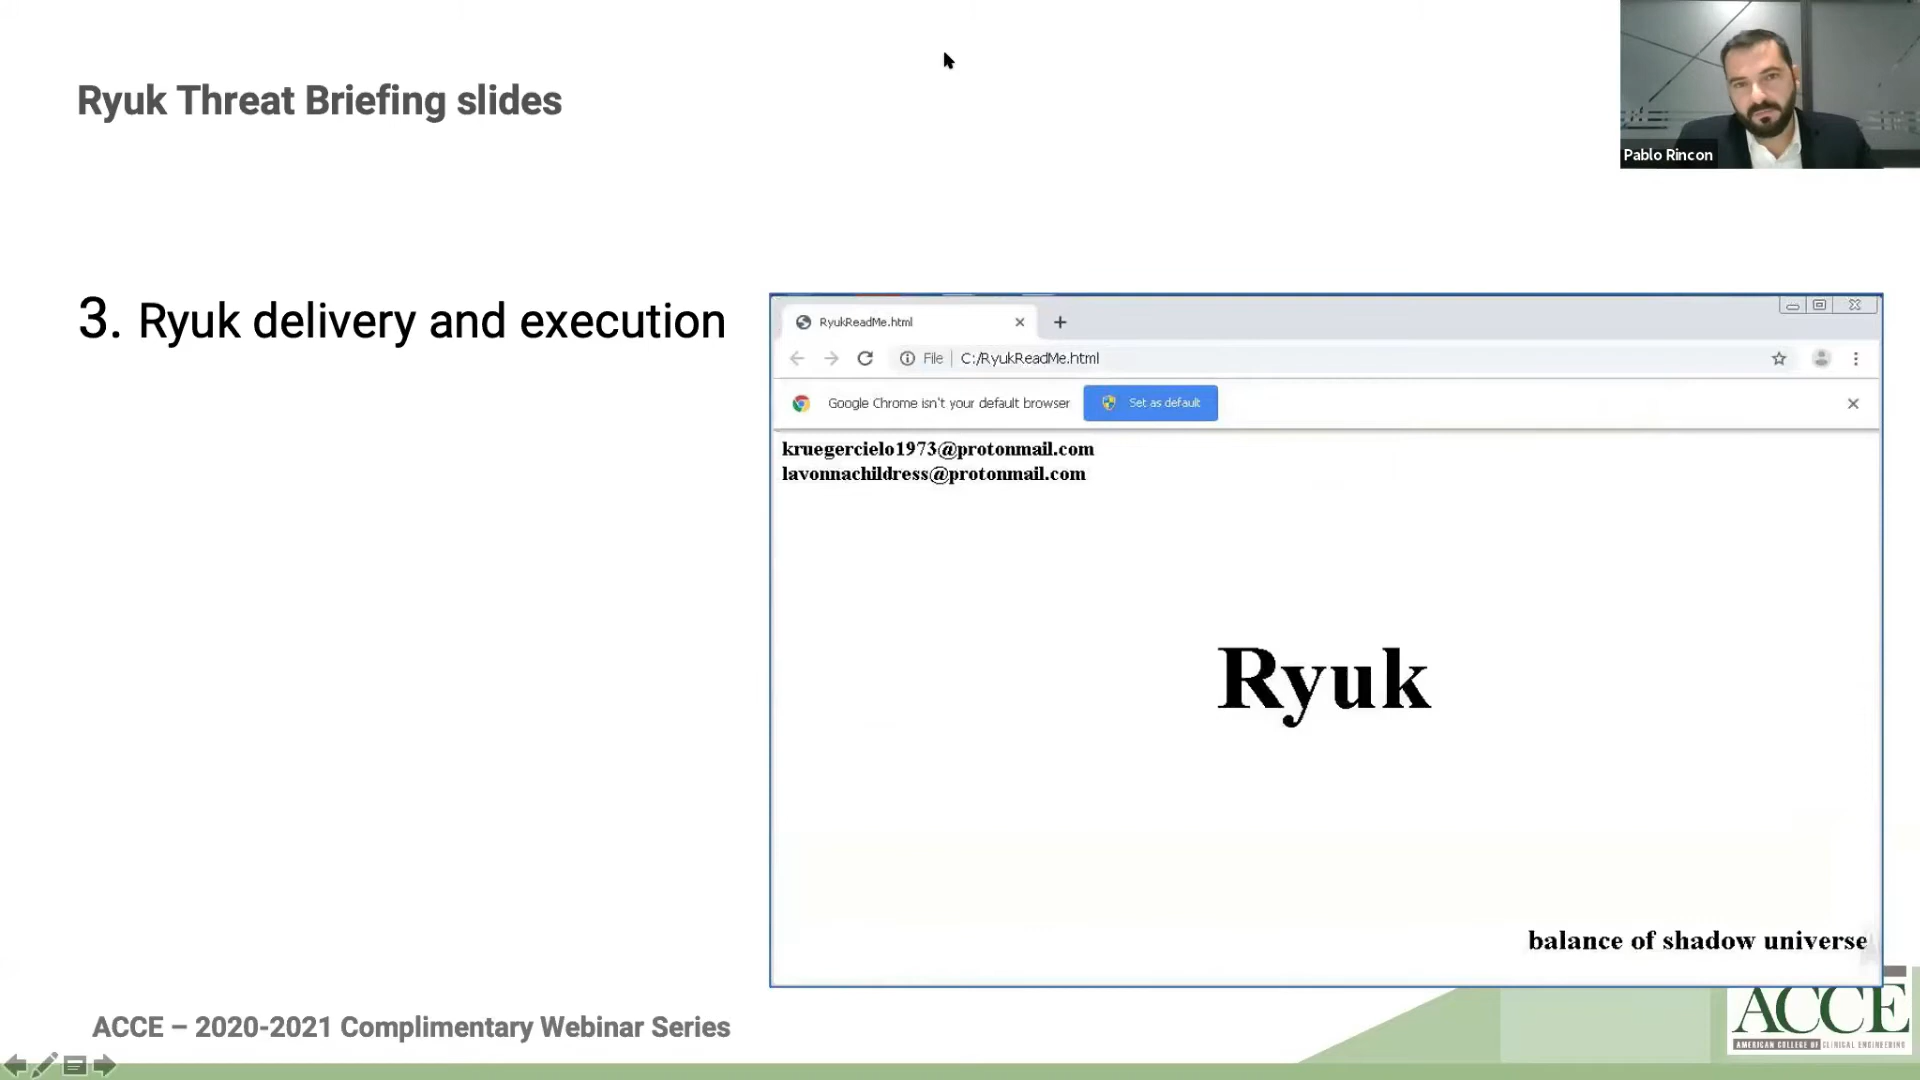 Ryuk Threat Briefing slides
Pablo Rincon
3. Ryuk delivery and execution
RyukReadMe.html
File
C:/RyukReadMe.html
Google Chrome isn't your default browser
Set as default
kruegercielo1973@protonmail.com
lavonnachildress@protonmail.com
Ryuk
balance of shadow universe
ACCE – 2020-2021 Complimentary Webinar Series
ACCE
AMERICAN COLLEGE OF CLINICAL ENGINEERING